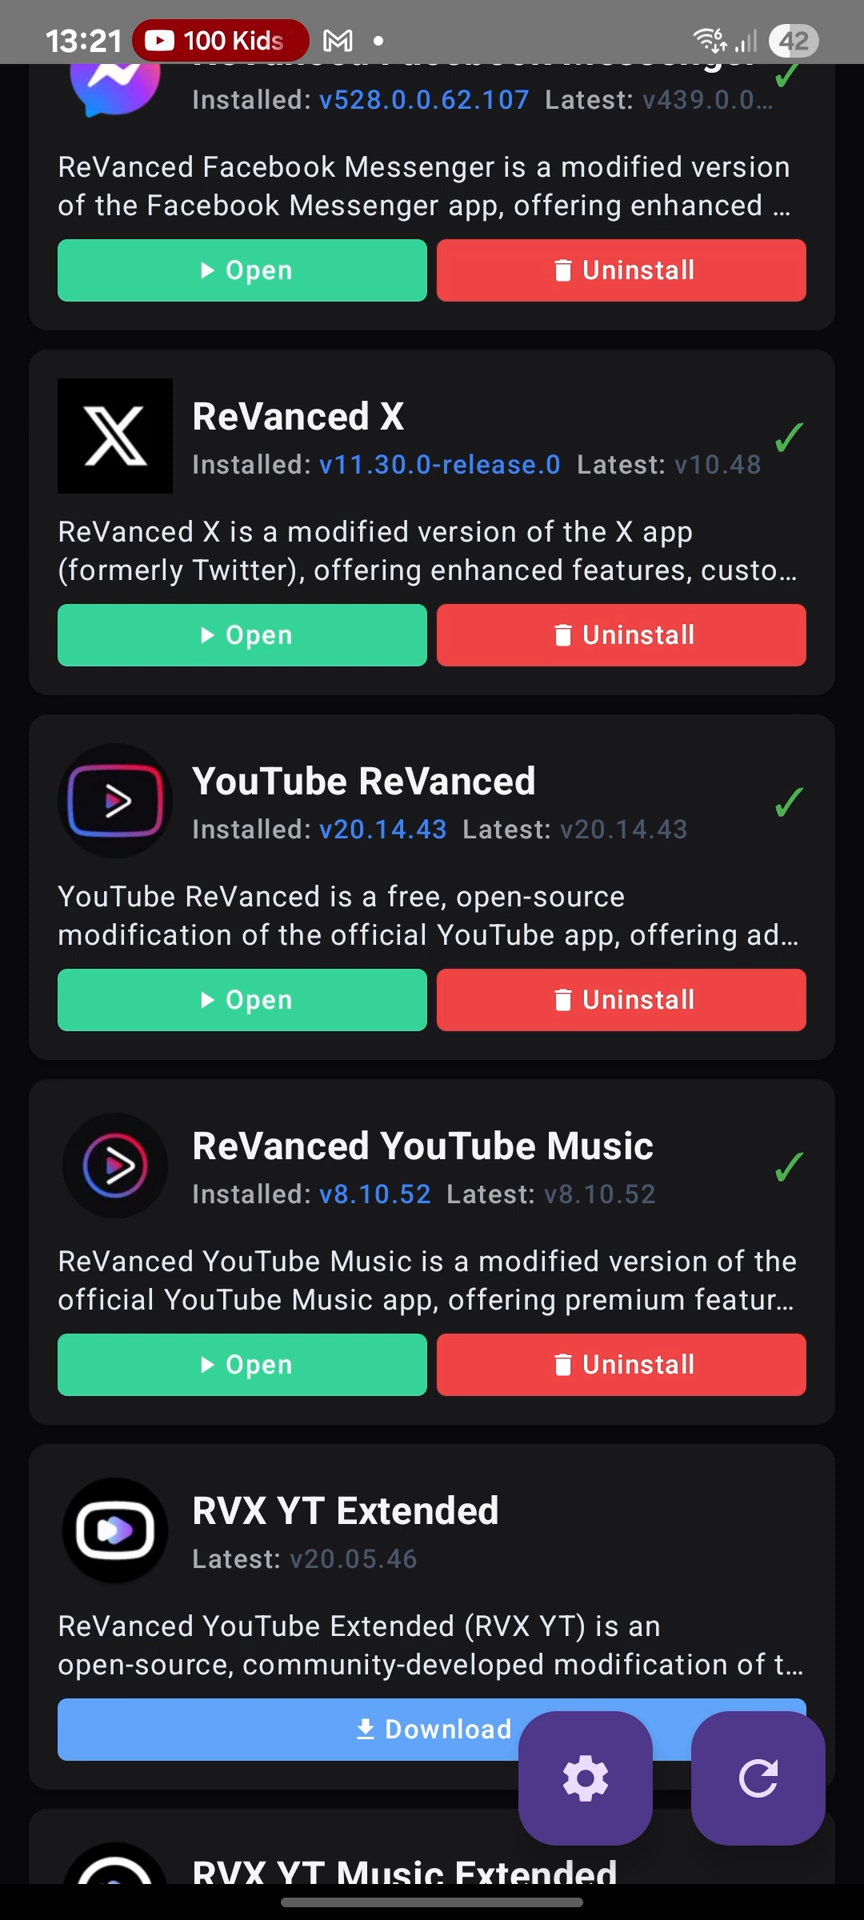 13:21
100 Kids
42
ReVanced Facebook Messenger
Installed: v528.0.0.62.107 Latest: v439.0.0...
ReVanced Facebook Messenger is a modified version
of the Facebook Messenger app, offering enhanced ...
Open
Uninstall
ReVanced X
Installed: v11.30.0-release.0 Latest: v10.48
ReVanced X is a modified version of the X app
(formerly Twitter), offering enhanced features, custo...
Open
Uninstall
YouTube ReVanced
Installed: v20.14.43 Latest: v20.14.43
YouTube ReVanced is a free, open-source
modification of the official YouTube app, offering ad...
Open
Uninstall
ReVanced YouTube Music
Installed: v8.10.52 Latest: v8.10.52
ReVanced YouTube Music is a modified version of the
official YouTube Music app, offering premium featur...
Open
Uninstall
RVX YT Extended
Latest: v20.05.46
ReVanced YouTube Extended (RVX YT) is an
open-source, community-developed modification of t...
Download
RVX YT Music Extended